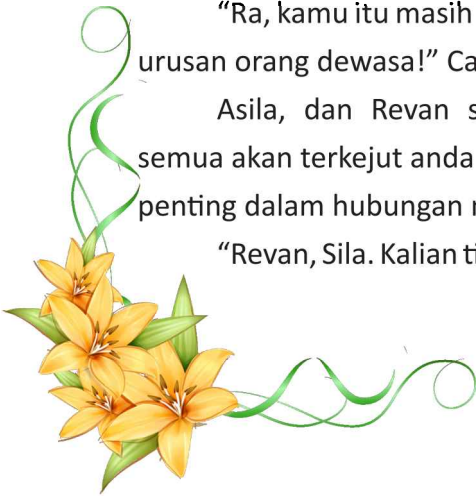 “Ra, kamu itu masih
urusan orang dewasa!” Ca
Asila, dan Revan s
semua akan terkejut anda
penting dalam hubungan
“Revan, Sila. Kalian ti